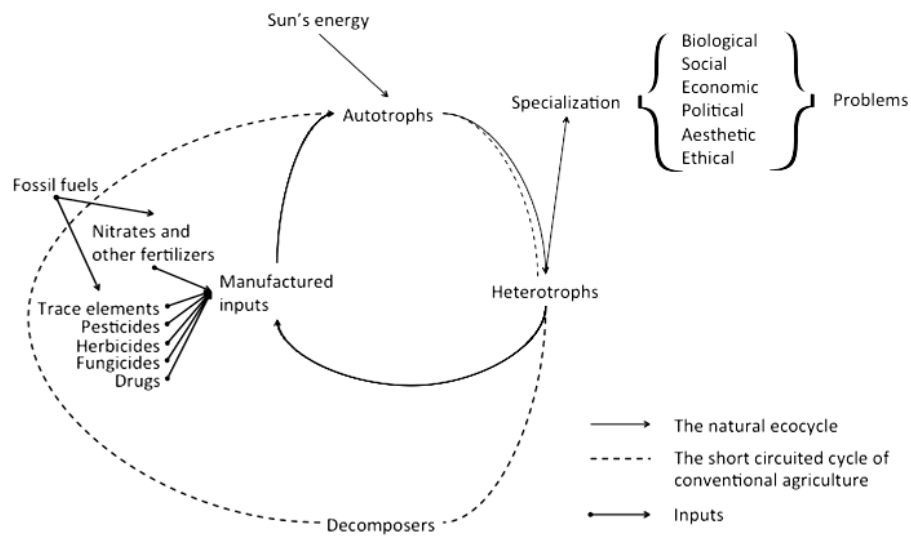 Sun's energy
Biological
Social
Economic
Political
Aesthetic
Ethical
Specialization
Problems
Autotrophs
Fossil fuels
Nitrates and
other fertilizers
Manufactured
inputs
Heterotrophs
Trace elements
Pesticides
Herbicides
Fungicides
Drugs
The natural ecocycle
The short circuited cycle of
conventional agriculture
Inputs
Decomposers